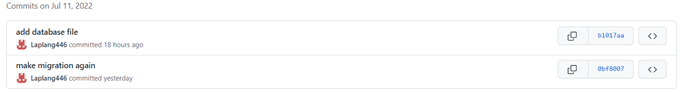 Commits on Jul 11, 2022
add database file
b1017aa
Laplang446 committed 18 hours ago
make migration again
0bf8007
Laplang446 committed yesterday